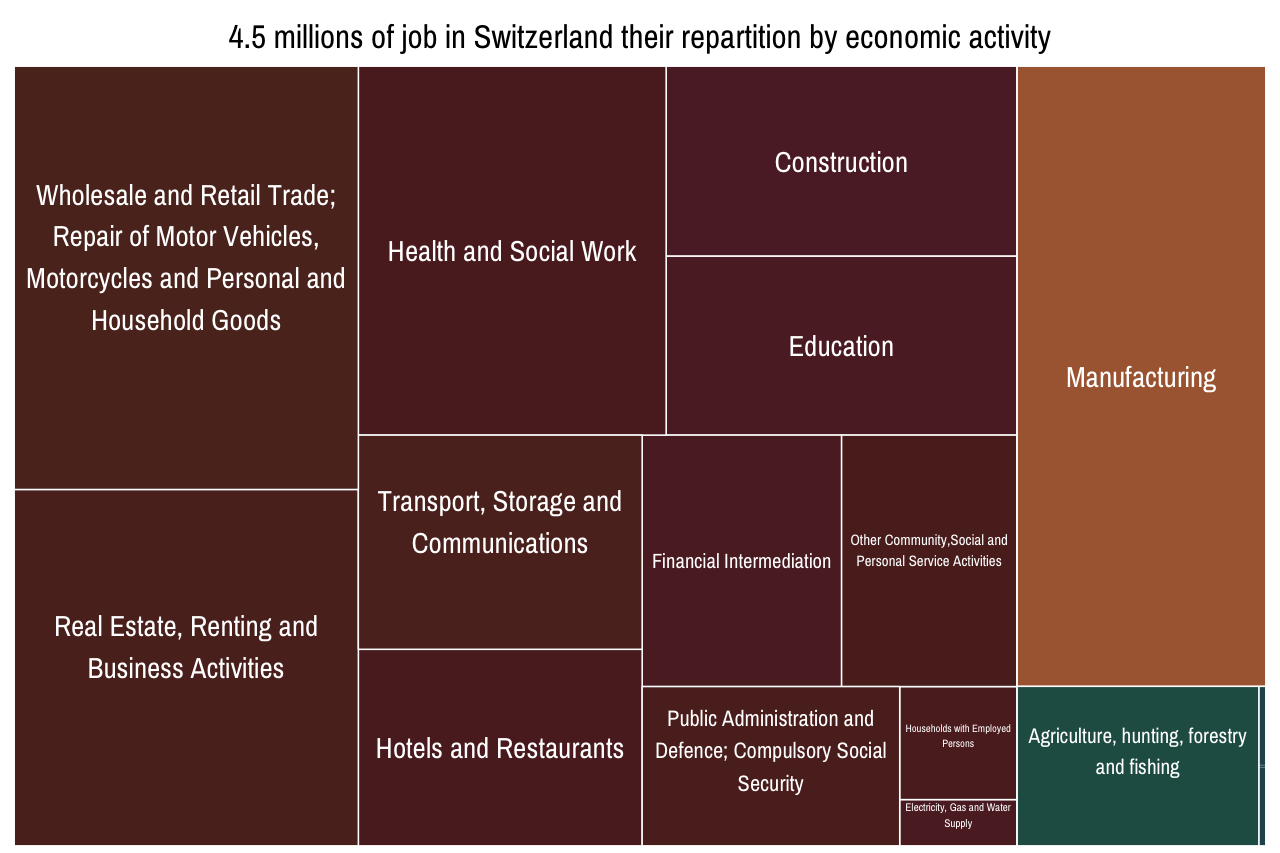 4.5 millions of job in Switzerland their repartition by economic activity
Wholesale and Retail Trade;
Repair of Motor Vehicles,
Motorcycles and Personal and
Household Goods
Real Estate, Renting and
Business Activities
Health and Social Work
Construction
Education
Transport, Storage and
Communications
Hotels and Restaurants
Financial Intermediation
Other Community,Social and
Personal Service Activities
Public Administration and
Defence; Compulsory Social
Security
Households with Employed
Persons
Electricity, Gas and Water
Supply
Manufacturing
Agriculture, hunting, forestry
and fishing